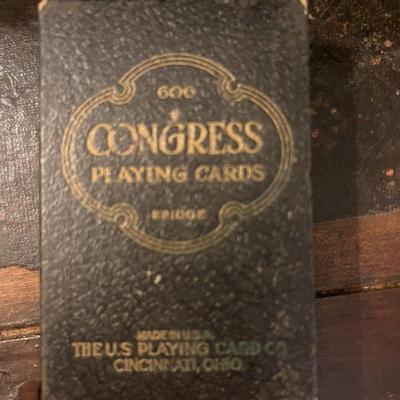 606
CONGRESS
PLAYING CARDS
BRIDGE
MADE IN U.S.A.
THE U.S PLAYING CARD CO.
CINCINNATI, OHIO.